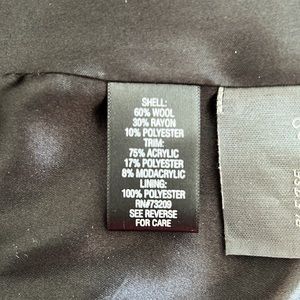 SHELL:
60% WOOL
30% RAYON
10% POLYESTER
TRIM:
75% ACRYLIC
17% POLYESTER
8% MODACRYLIC
LINING:
100% POLYESTER
RN#73209
SEE REVERSE
FOR CARE